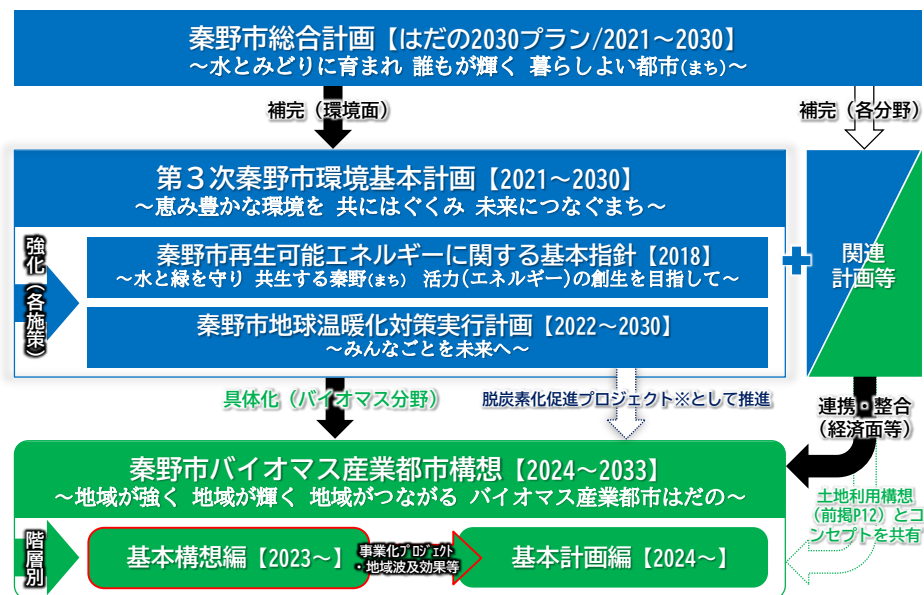 秦野市総合計画【はだの2030プラン/2021～2030】
～水とみどりに育まれ 誰もが輝く 暮らしよい都市(まち)～
補完（環境面）
補完（各分野）
第３次秦野市環境基本計画【2021～2030】
～恵み豊かな環境を 共にはぐくみ 未来につなぐまち～
強化（各施策）
秦野市再生可能エネルギーに関する基本指針【2018】
～水と緑を守り 共生する秦野(まち) 活力(エネルギー)の創生を目指して～
秦野市地球温暖化対策実行計画【2022～2030】
～みんなごとを未来へ～
関連
計画等
具体化（バイオマス分野）
脱炭素化促進プロジェクト※として推進
連携・整合
（経済面等）
秦野市バイオマス産業都市構想【2024～2033】
～地域が強く 地域が輝く 地域がつながる バイオマス産業都市はだの～
土地利用構想
（前掲P12）とコ
ンセプトを共有
階層別
基本構想編【2023～】
事業化ﾌﾟﾛｼﾞｪｸﾄ
・地域波及効果等
基本計画編【2024～】